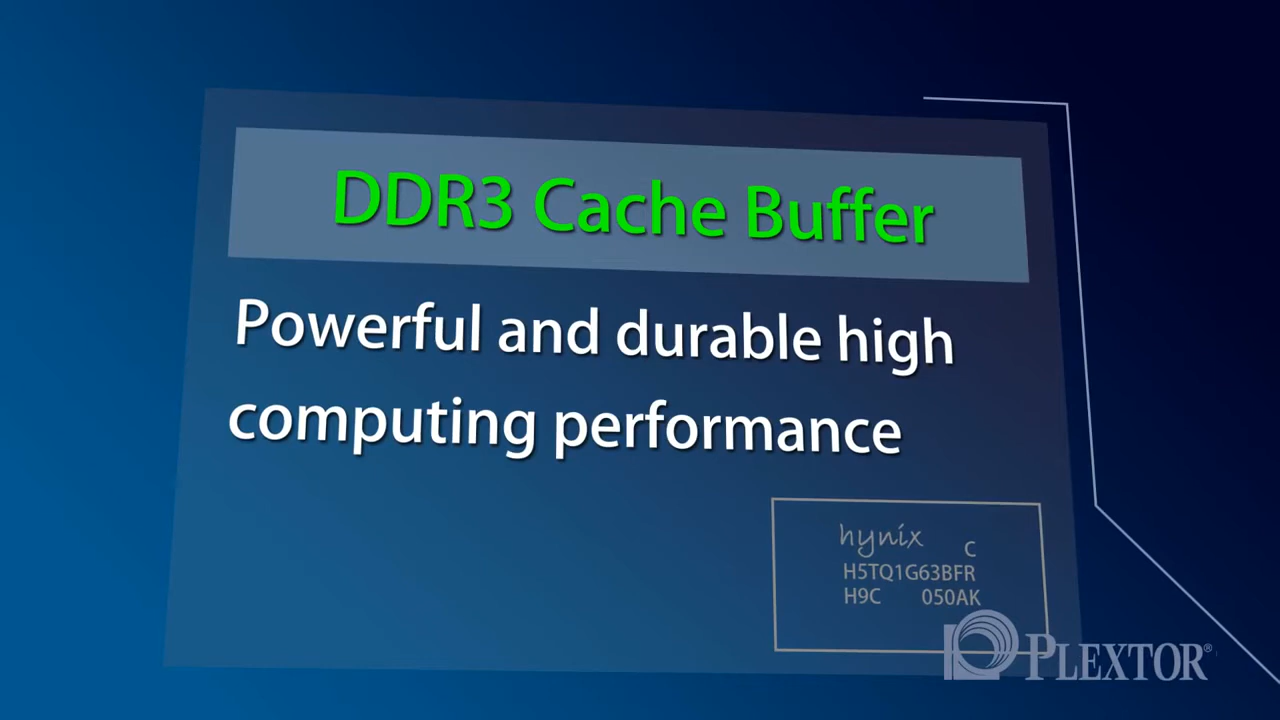 DDR3 Cache Buffer
Powerful and durable high
computing performance
hynix
C
H5TQ1G63BFR
H9C 050AK
PLEXTOR®